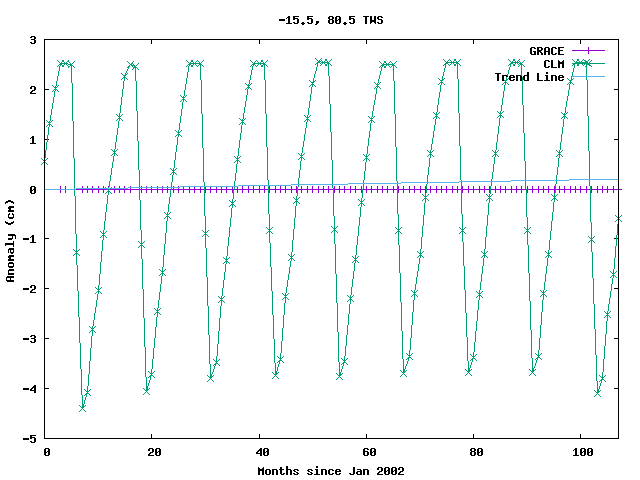 -15.5, 80.5 TWS
GRACE
CLM
Trend Line
3
2
1
0
-1
-2
-3
-4
-5
Anomaly (cm)
0 20 40 60 80 100
Months since Jan 2002